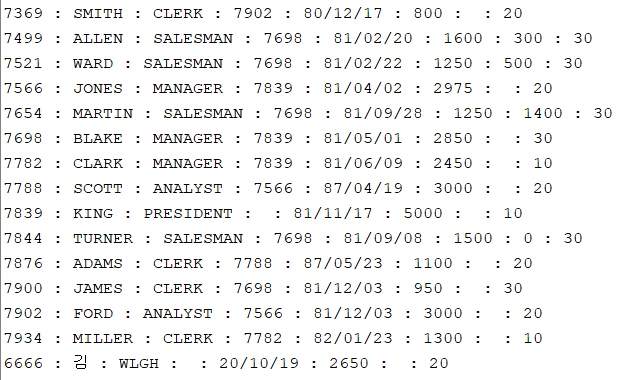 7369 : SMITH : CLERK : 7902 : 80/12/17 : 800 :  : 20
7499 : ALLEN : SALESMAN : 7698 : 81/02/20 : 1600 : 300 : 30
7521 : WARD : SALESMAN : 7698 : 81/02/22 : 1250 : 500 : 30
7566 : JONES : MANAGER : 7839 : 81/04/02 : 2975 :  : 20
7654 : MARTIN : SALESMAN : 7698 : 81/09/28 : 1250 : 1400 : 30
7698 : BLAKE : MANAGER : 7839 : 81/05/01 : 2850 :  : 30
7782 : CLARK : MANAGER : 7839 : 81/06/09 : 2450 :  : 10
7788 : SCOTT : ANALYST : 7566 : 87/04/19 : 3000 :  : 20
7839 : KING : PRESIDENT :  : 81/11/17 : 5000 :  : 10
7844 : TURNER : SALESMAN : 7698 : 81/09/08 : 1500 : 0 : 30
7876 : ADAMS : CLERK : 7788 : 87/05/23 : 1100 :  : 20
7900 : JAMES : CLERK : 7698 : 81/12/03 : 950 :  : 30
7902 : FORD : ANALYST : 7566 : 81/12/03 : 3000 :  : 20
7934 : MILLER : CLERK : 7782 : 82/01/23 : 1300 :  : 10
6666 : 김 : WLGH :  : 20/10/19 : 2650 :  : 20